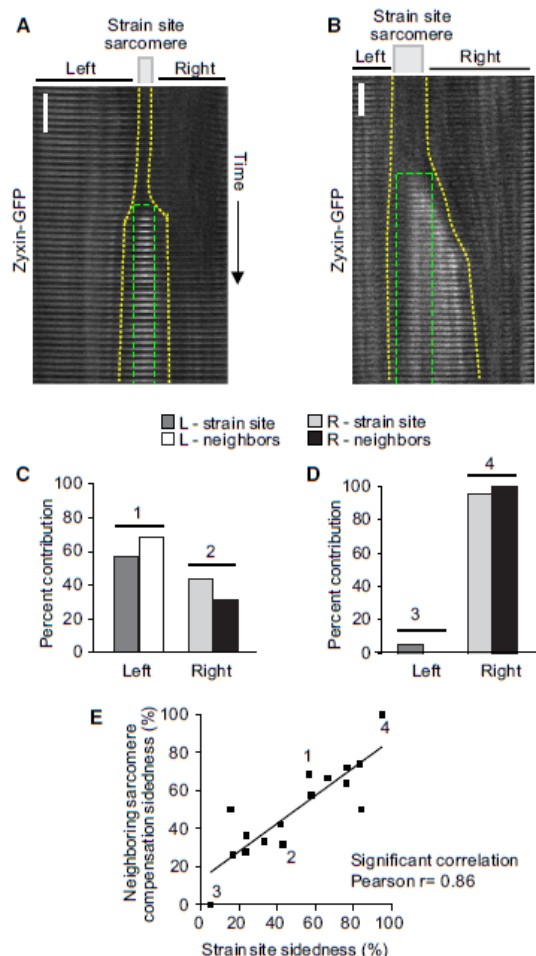 A
Strain site
sarcomere
Left
Right
Zyxin-GFP
Time
B
Strain site
sarcomere
Left
Right
Zyxin-GFP
L - strain site
R - strain site
L - neighbors
R - neighbors
C
Percent contribution
100
80
60
40
20
0
1
2
Left
Right
D
Percent contribution
100
80
60
40
20
0
3
4
Left
Right
E
Neighboring sarcomere
compensation sidedness (%)
100
80
60
40
20
0
1
2
3
4
Significant correlation
Pearson r= 0.86
0 20 40 60 80 100
Strain site sidedness (%)